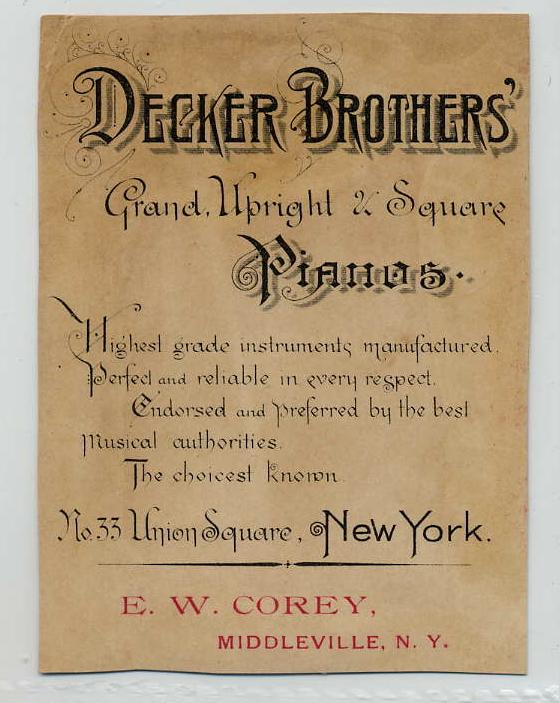 Decker Brothers'
Grand, Upright & Square
Pianos.
Highest grade instruments manufactured.
Perfect and reliable in every respect.
Endorsed and preferred by the best
Musical authorities.
The choicest known.
No. 33 Union Square, New York.
E. W. COREY,
MIDDLEVILLE, N. Y.